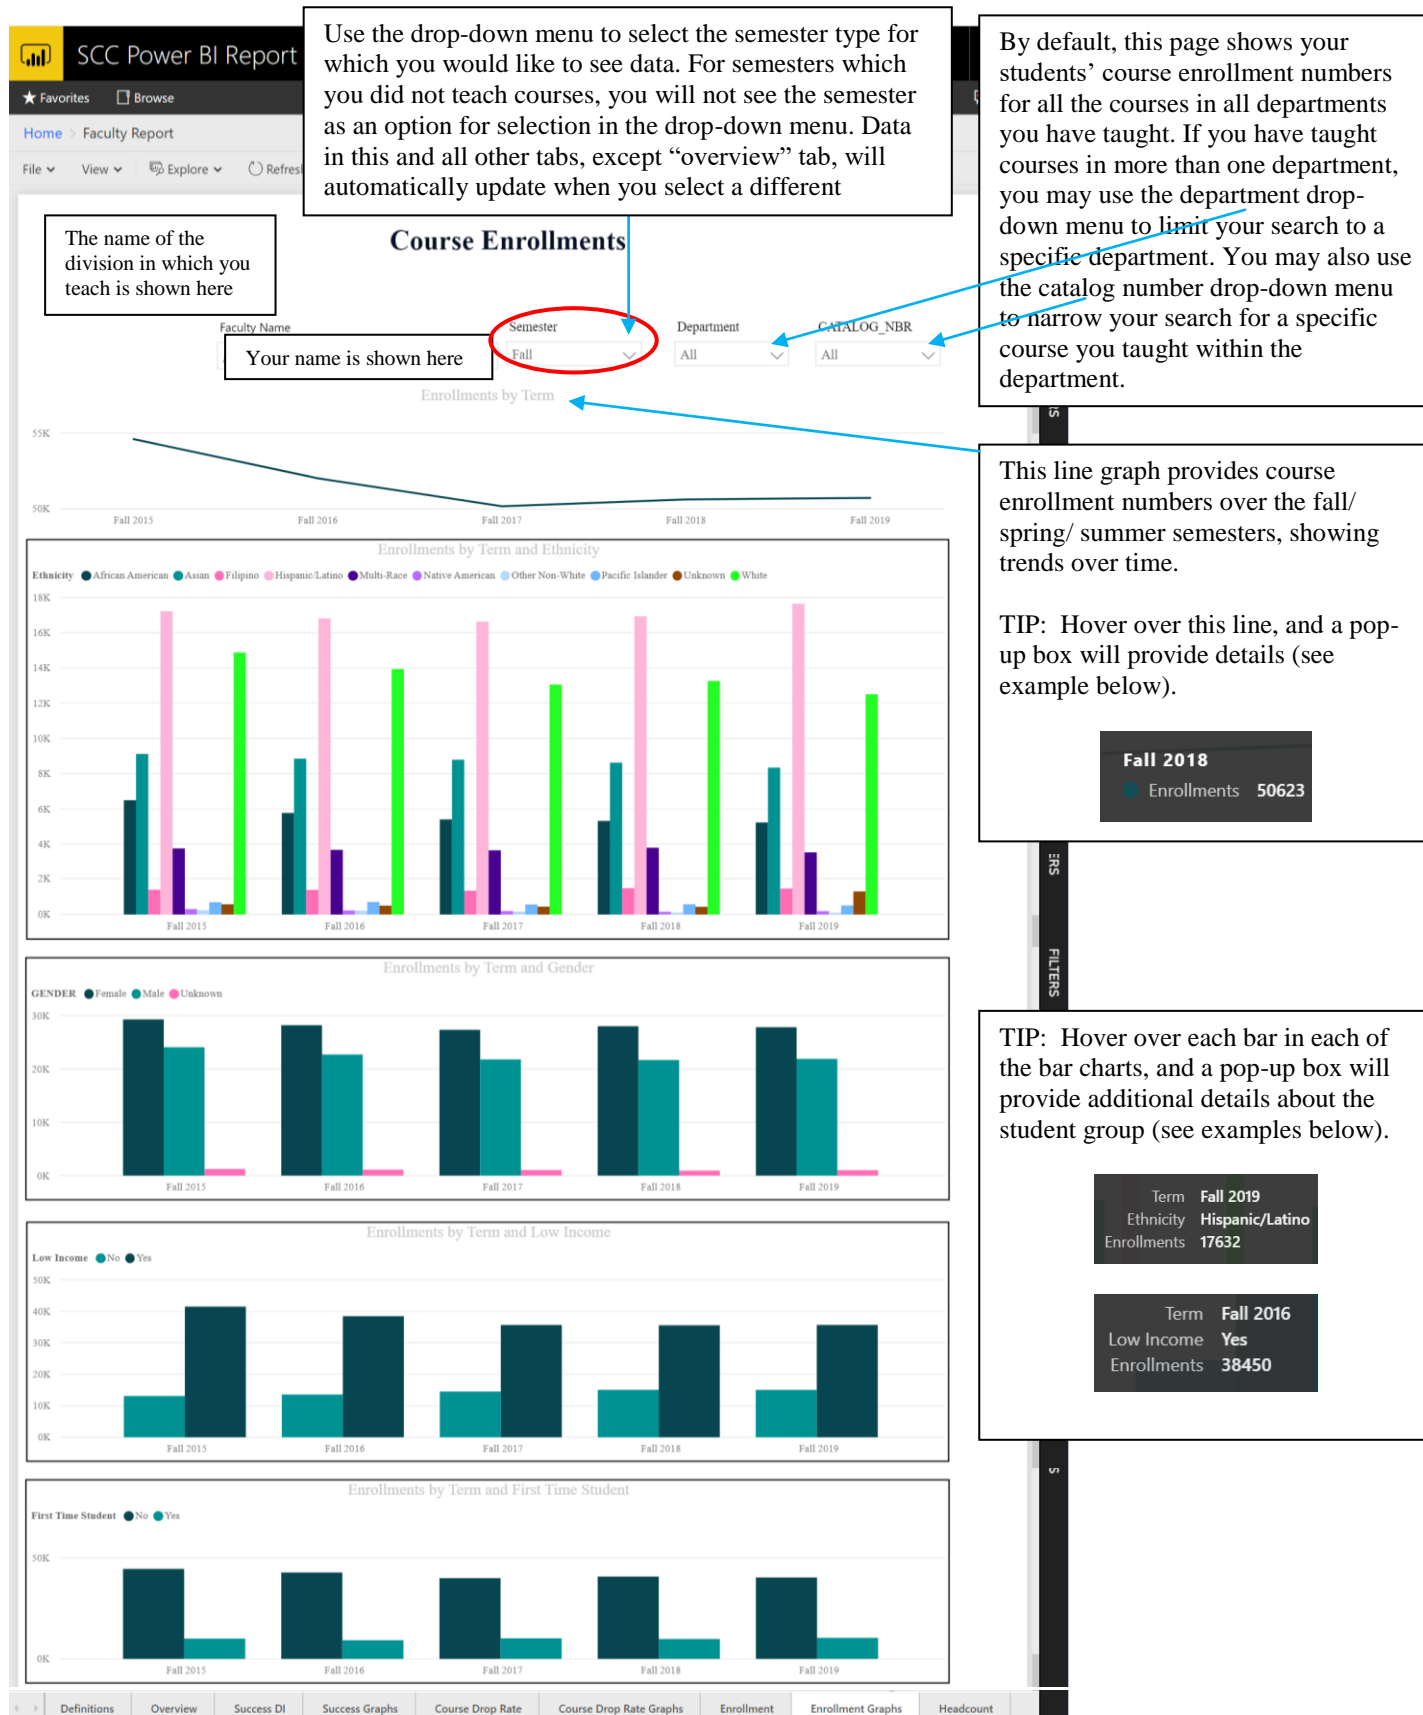 SCC Power BI Report
Use the drop-down menu to select the semester type for
which you would like to see data. For semesters which
you did not teach courses, you will not see the semester
as an option for selection in the drop-down menu. Data
in this and all other tabs, except “overview” tab, will
automatically update when you select a different
By default, this page shows your
students’ course enrollment numbers
for all the courses in all departments
you have taught. If you have taught
courses in more than one department,
you may use the department drop-
down menu to limit your search to a
specific department. You may also use
the catalog number drop-down menu
to narrow your search for a specific
course you taught within the
department.
Favorites Browse
Home > Faculty Report
File View Explore Refresh
The name of the
division in which you
teach is shown here
Course Enrollments
Faculty Name Semester Department CATALOG_NBR
Your name is shown here Fall All All
Enrollments by Term
55K
50K
Fall 2015 Fall 2016 Fall 2017 Fall 2018 Fall 2019
This line graph provides course
enrollment numbers over the fall/
spring/ summer semesters, showing
trends over time.
TIP: Hover over this line, and a pop-
up box will provide details (see
example below).
Fall 2018
Enrollments 50623
Enrollments by Term and Ethnicity
Ethnicity African American Asian Filipino Hispanic/Latino Multi-Race Native American Other Non-White Pacific Islander Unknown White
18K
16K
14K
12K
10K
8K
6K
4K
2K
0K
Fall 2015 Fall 2016 Fall 2017 Fall 2018 Fall 2019
ERS
FILTERS
Enrollments by Term and Gender
GENDER Female Male Unknown
30K
20K
10K
0K
Fall 2015 Fall 2016 Fall 2017 Fall 2018 Fall 2019
TIP: Hover over each bar in each of
the bar charts, and a pop-up box will
provide additional details about the
student group (see examples below).
Term Fall 2019
Ethnicity Hispanic/Latino
Enrollments 17632
Term Fall 2016
Low Income Yes
Enrollments 38450
Enrollments by Term and Low Income
Low Income No Yes
50K
40K
30K
20K
10K
0K
Fall 2015 Fall 2016 Fall 2017 Fall 2018 Fall 2019
Enrollments by Term and First Time Student
First Time Student No Yes
50K
0K
Fall 2015 Fall 2016 Fall 2017 Fall 2018 Fall 2019
Definitions Overview Success DI Success Graphs Course Drop Rate Course Drop Rate Graphs Enrollment Enrollment Graphs Headcount